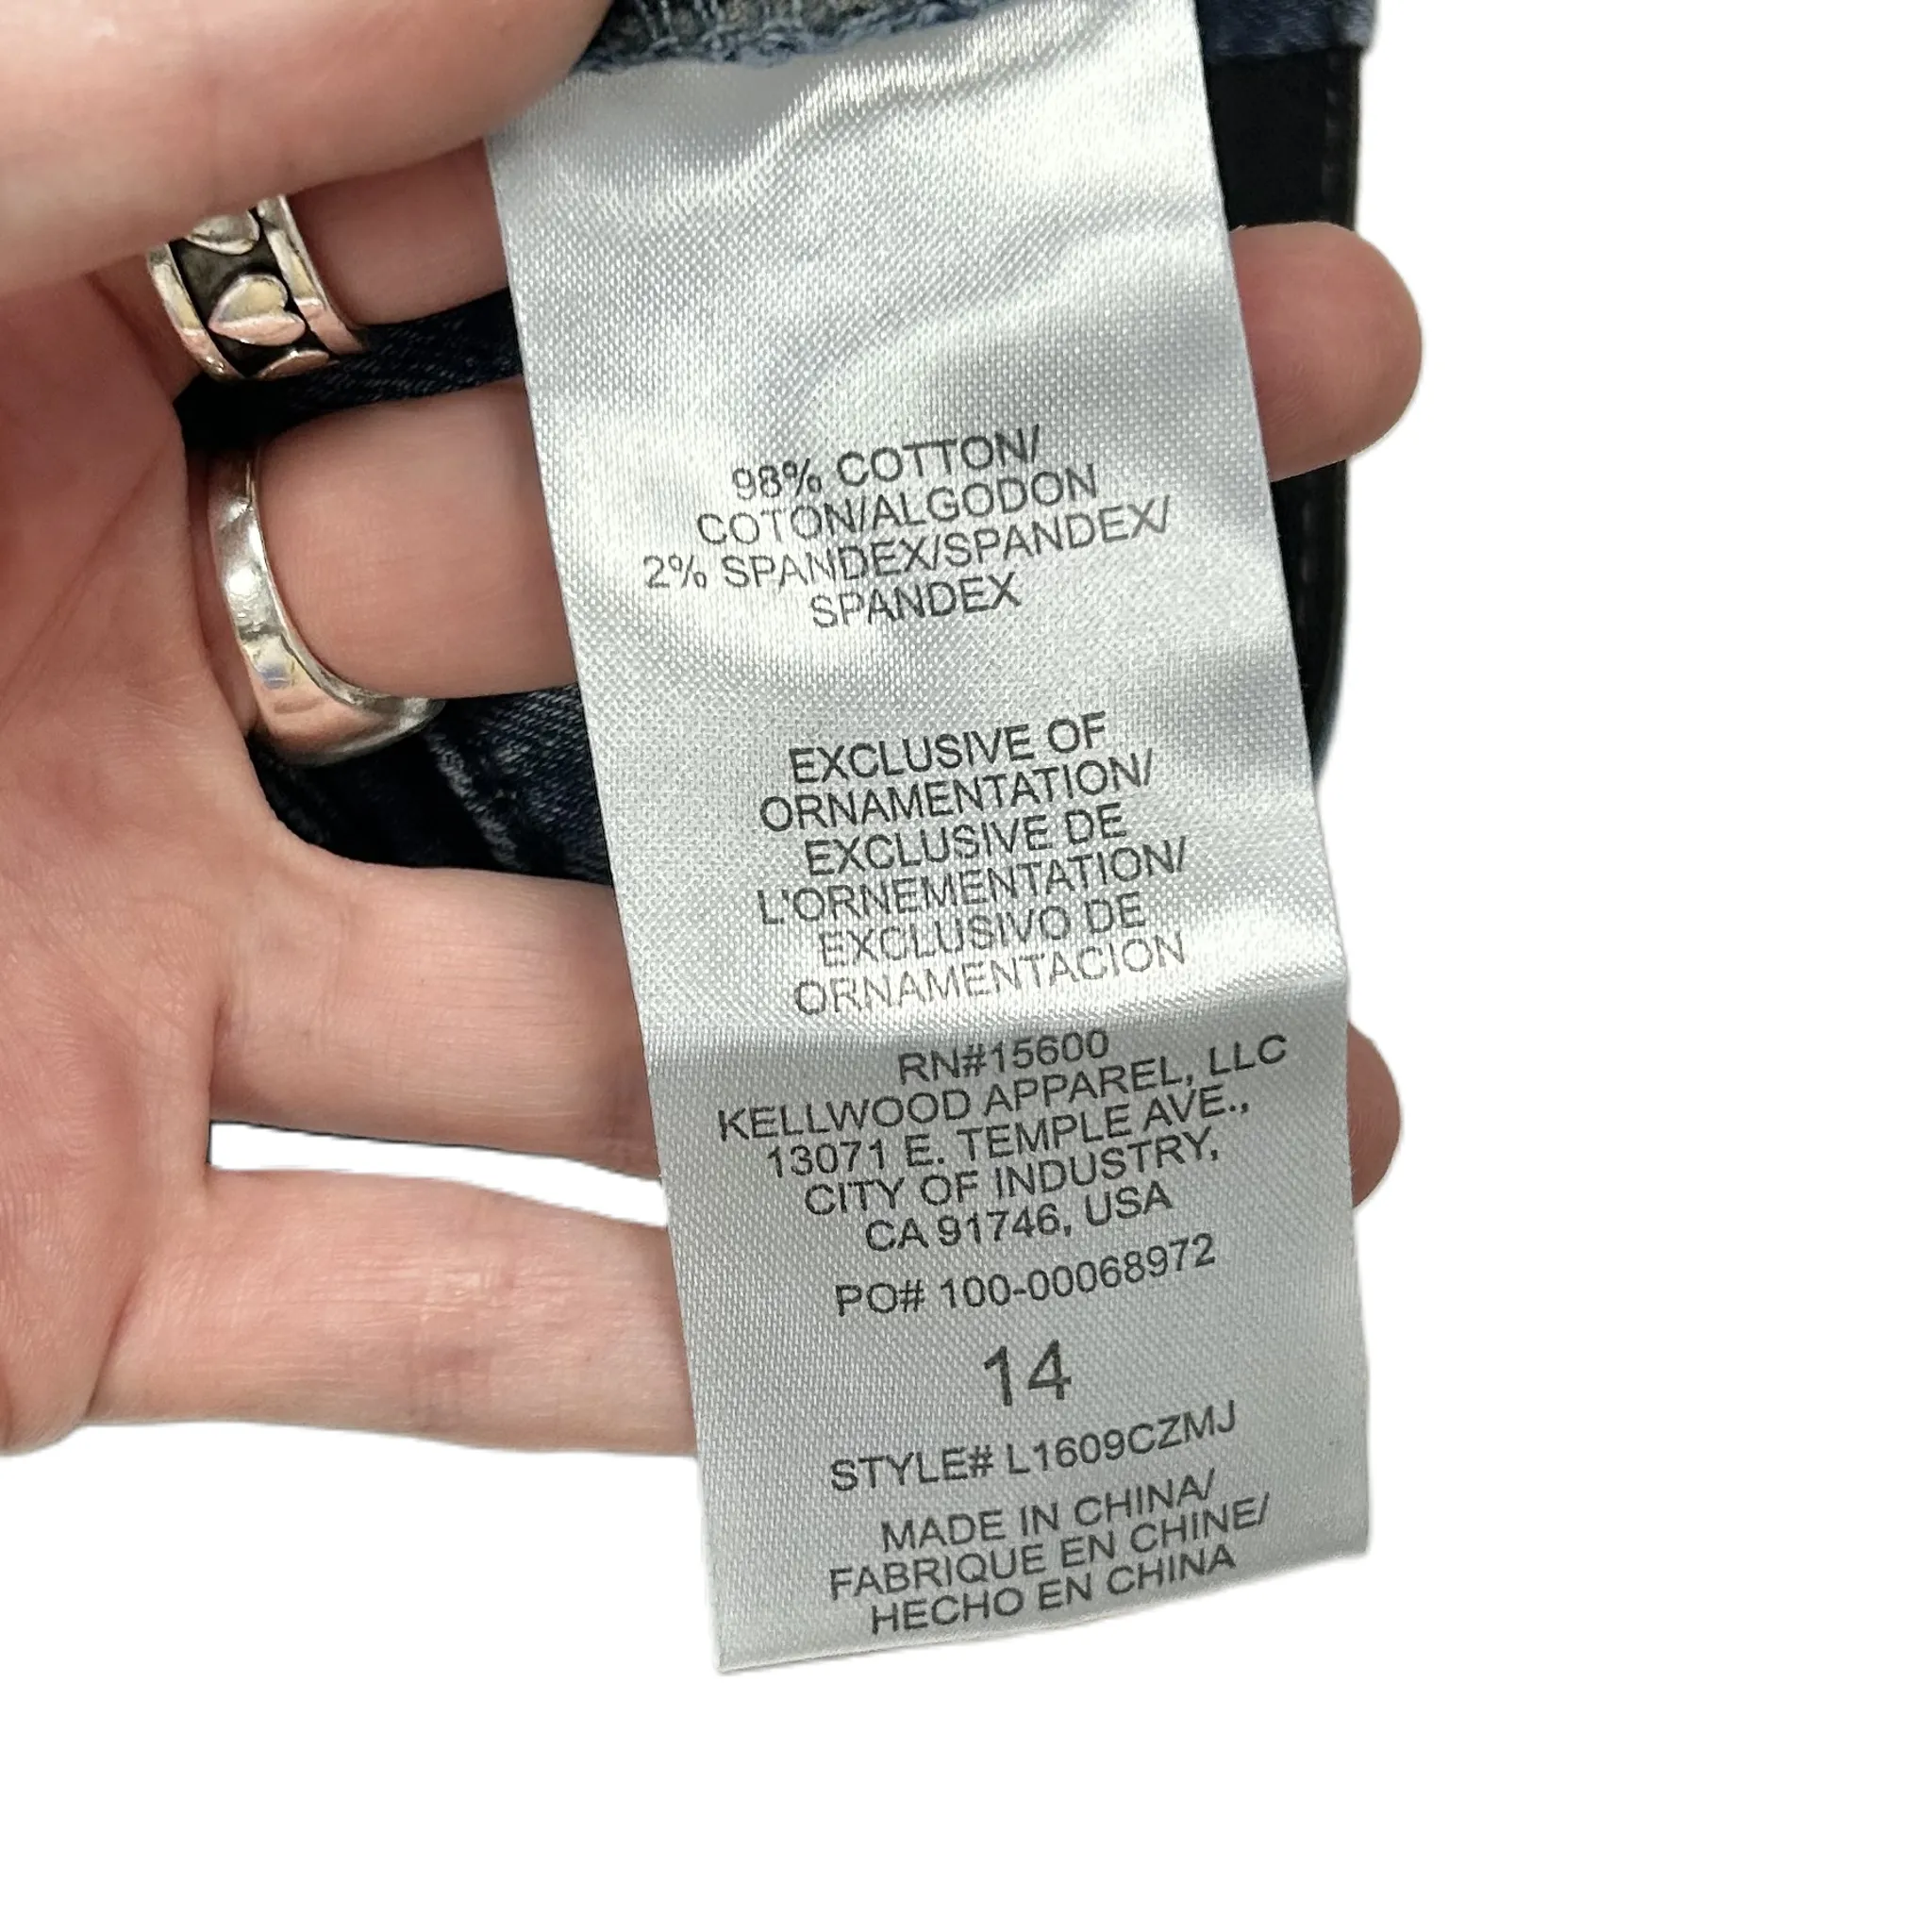 98% COTTON/
COTON/ALGODON
2% SPANDEX/SPANDEX/
SPANDEX
EXCLUSIVE OF
ORNAMENTATION/
EXCLUSIVE DE
L'ORNEMENTATION/
EXCLUSIVO DE
ORNAMENTACION
RN#15600
KELLWOOD APPAREL, LLC
13071 E. TEMPLE AVE.,
CITY OF INDUSTRY,
CA 91746, USA
PO# 100-00068972
14
STYLE# L1609CZMJ
MADE IN CHINA/
FABRIQUE EN CHINE/
HECHO EN CHINA